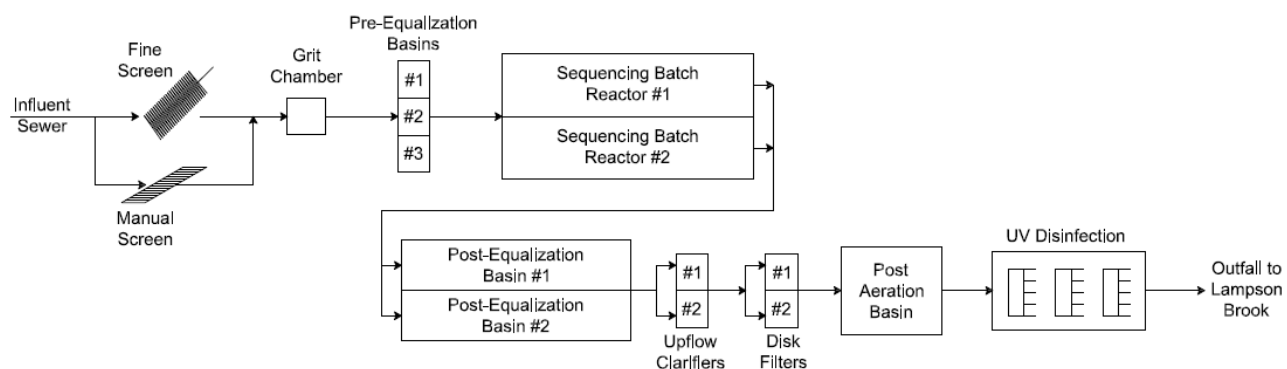 Fine
Screen
Influent
Sewer
Manual
Screen
Grit
Chamber
Pre-Equalization
Basins
#1
#2
#3
Sequencing Batch
Reactor #1
Sequencing Batch
Reactor #2
Post-Equalization
Basin #1
Post-Equalization
Basin #2
#1
#2
Upflow
Clarifiers
#1
#2
Disk
Filters
Post
Aeration
Basin
UV Disinfection
Outfall to
Lampson
Brook